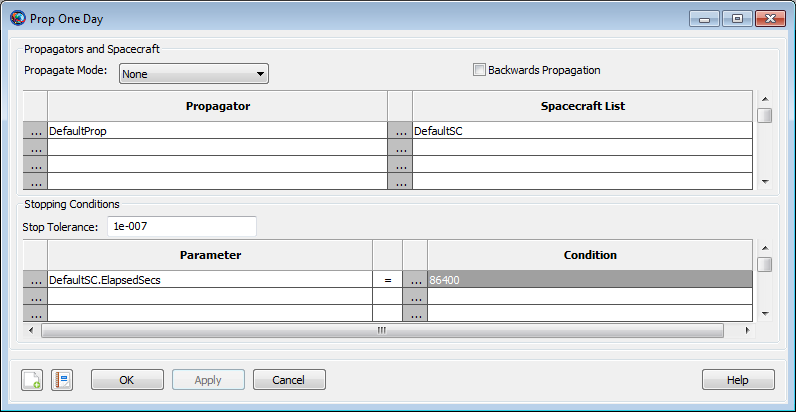 Prop One Day
Propagators and Spacecraft
Propagate Mode: None Backwards Propagation
Propagator Spacecraft List
... DefaultProp ... DefaultSC
... ...
... ...
... ...
Stopping Conditions
Stop Tolerance: 1e-007
Parameter Condition
... DefaultSC.ElapsedSecs = ... 86400
... ...
... ...
OK Apply Cancel Help